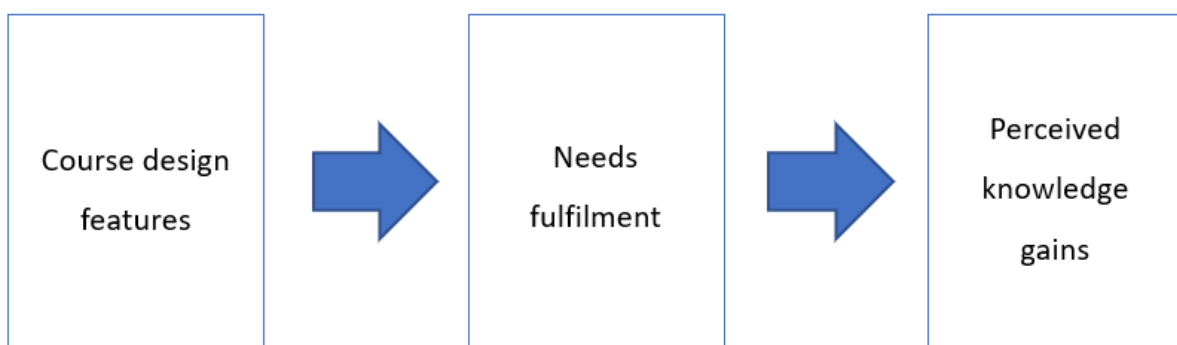 Course design
features
Needs
fulfilment
Perceived
knowledge
gains